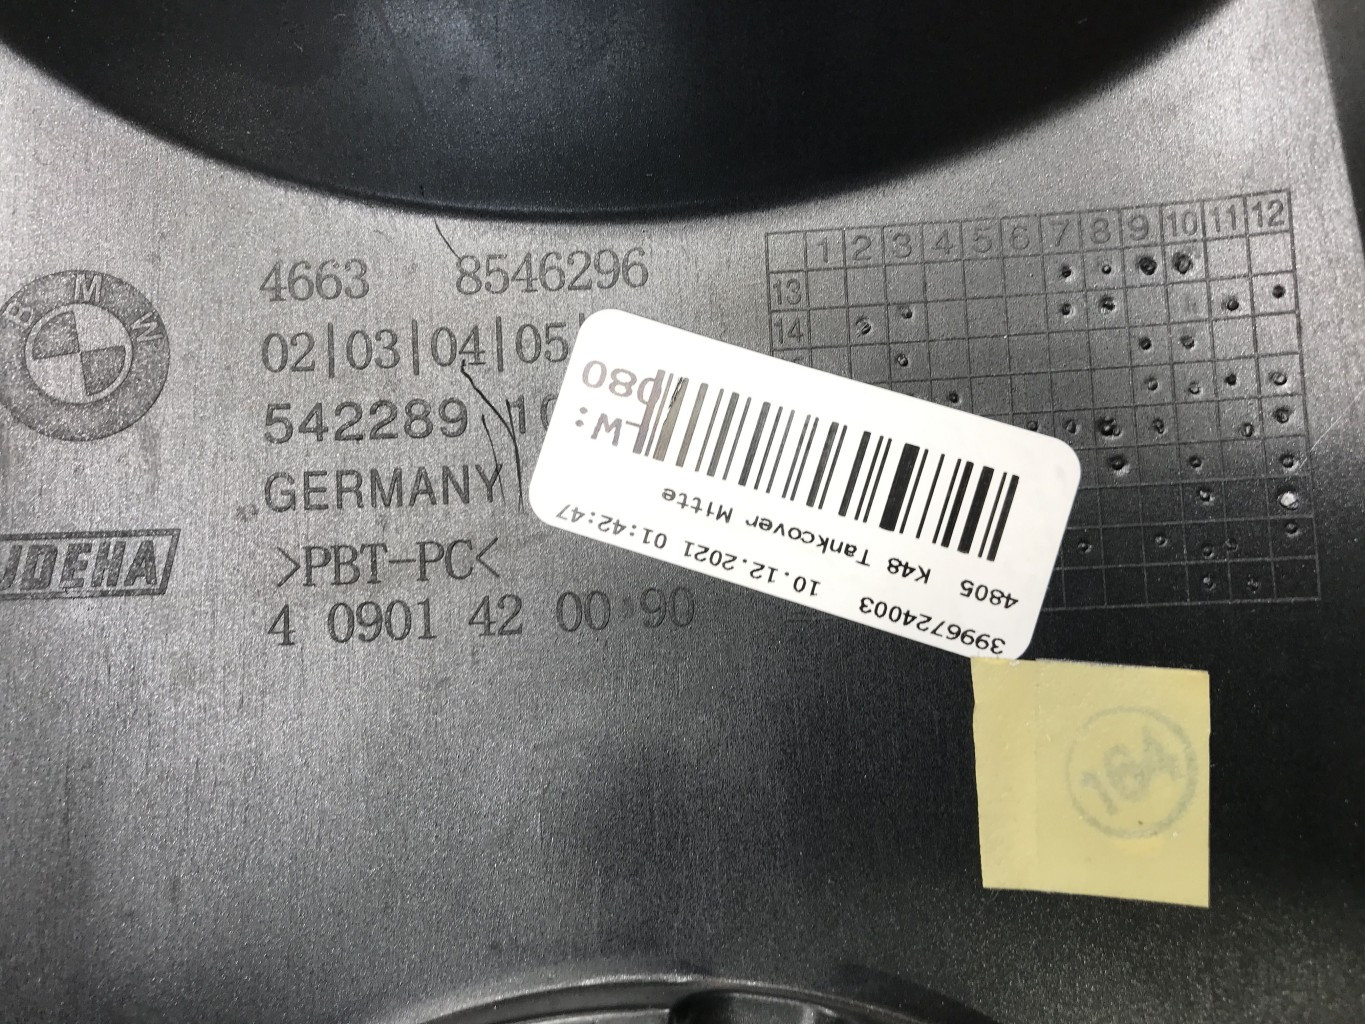 BMW
4663 8546296
02|03|04|05
542289
GERMANY
>PBT-PC<
4 0901 42 00 90
1 2 3 4 5 6 7 8 9 10 11 12
13
14
LW:
080
4805 K48 Tankcover Mitte
3996724003 10.12.2021 01:42:47
164